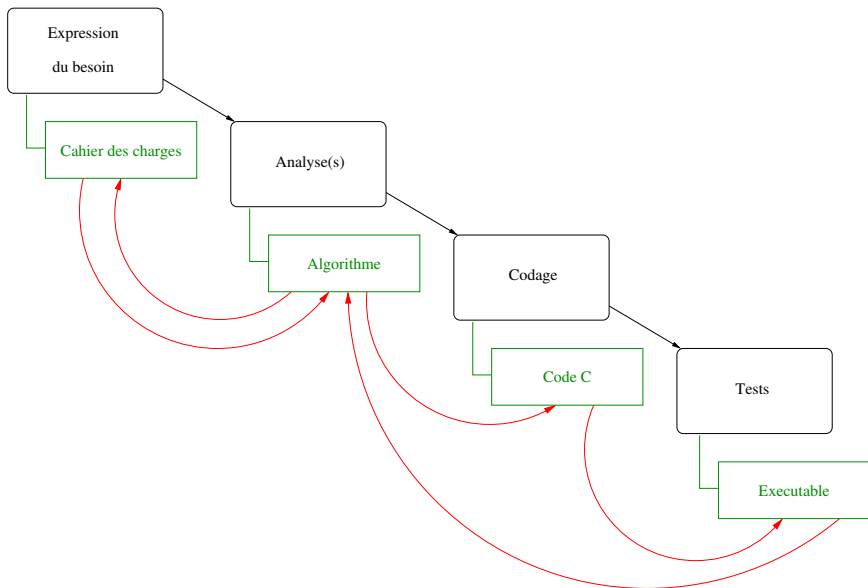 Expression
du besoin
Cahier des charges
Analyse(s)
Algorithme
Codage
Code C
Tests
Executable